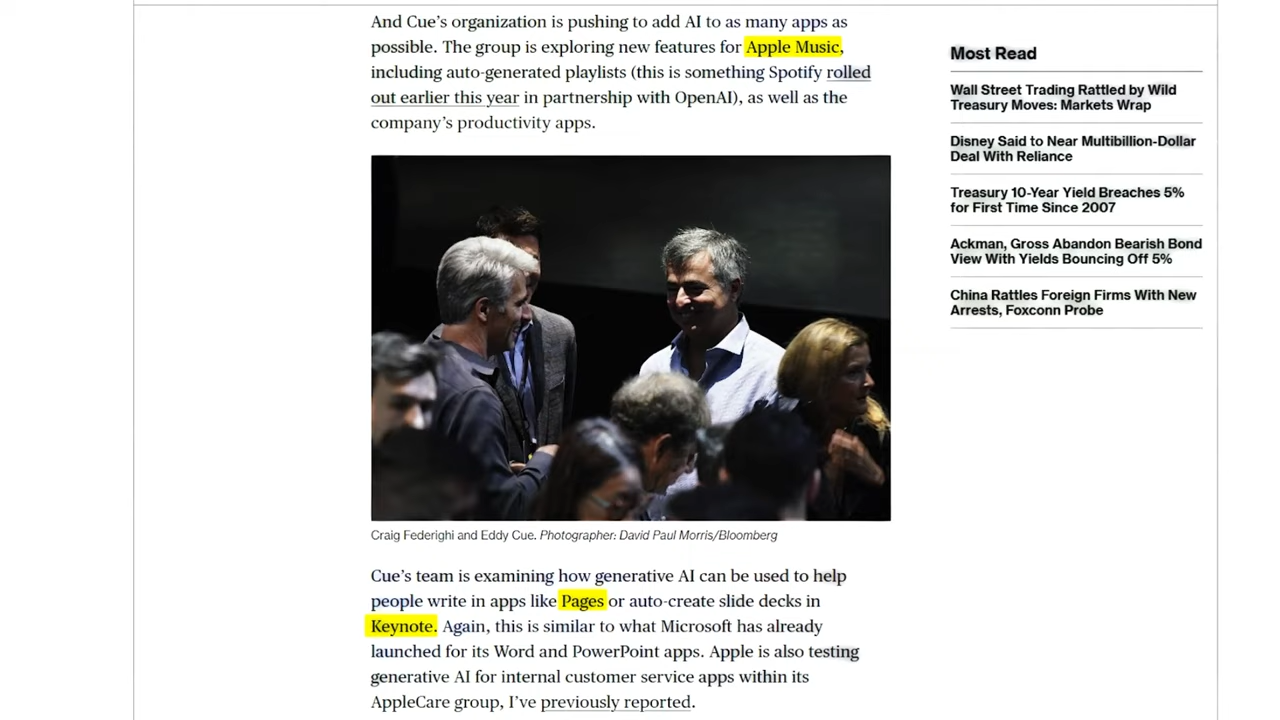 And Cue's organization is pushing to add AI to as many apps as
possible. The group is exploring new features for Apple Music,
including auto-generated playlists (this is something Spotify rolled
out earlier this year in partnership with OpenAI), as well as the
company's productivity apps.
Craig Federighi and Eddy Cue. Photographer: David Paul Morris/Bloomberg
Cue's team is examining how generative AI can be used to help
people write in apps like Pages or auto-create slide decks in
Keynote. Again, this is similar to what Microsoft has already
launched for its Word and PowerPoint apps. Apple is also testing
generative AI for internal customer service apps within its
AppleCare group, I've previously reported.
Most Read
Wall Street Trading Rattled by Wild
Treasury Moves: Markets Wrap
Disney Said to Near Multibillion-Dollar
Deal With Reliance
Treasury 10-Year Yield Breaches 5%
for First Time Since 2007
Ackman, Gross Abandon Bearish Bond
View With Yields Bouncing Off 5%
China Rattles Foreign Firms With New
Arrests, Foxconn Probe